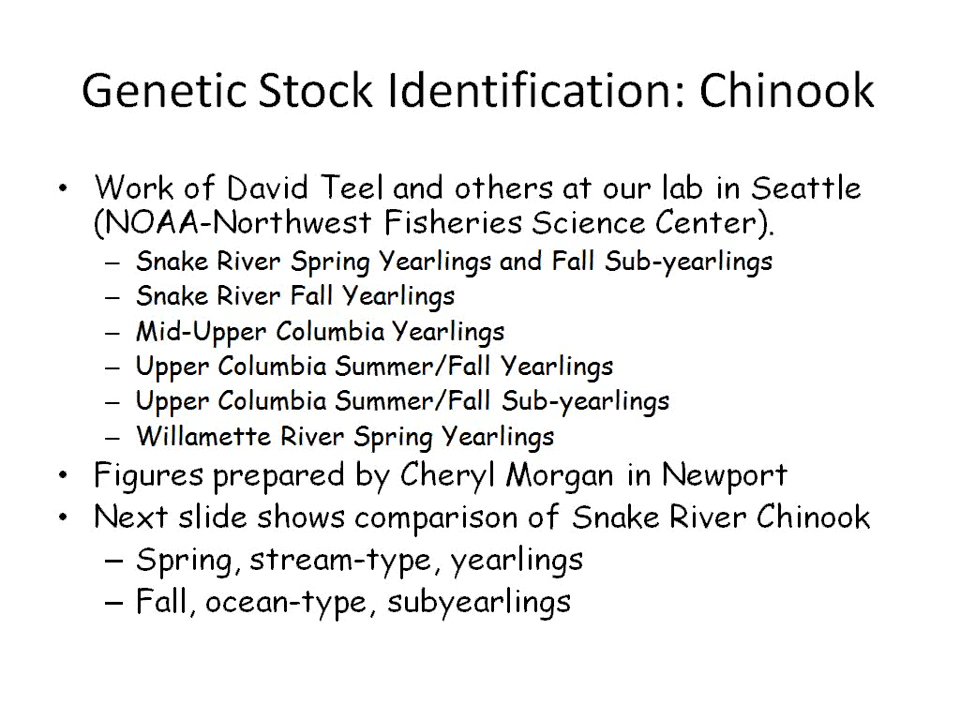 Genetic Stock Identification: Chinook
• Work of David Teel and others at our lab in Seattle
(NOAA-Northwest Fisheries Science Center).
– Snake River Spring Yearlings and Fall Sub-yearlings
– Snake River Fall Yearlings
– Mid-Upper Columbia Yearlings
– Upper Columbia Summer/Fall Yearlings
– Upper Columbia Summer/Fall Sub-yearlings
– Willamette River Spring Yearlings
• Figures prepared by Cheryl Morgan in Newport
• Next slide shows comparison of Snake River Chinook
– Spring, stream-type, yearlings
– Fall, ocean-type, subyearlings